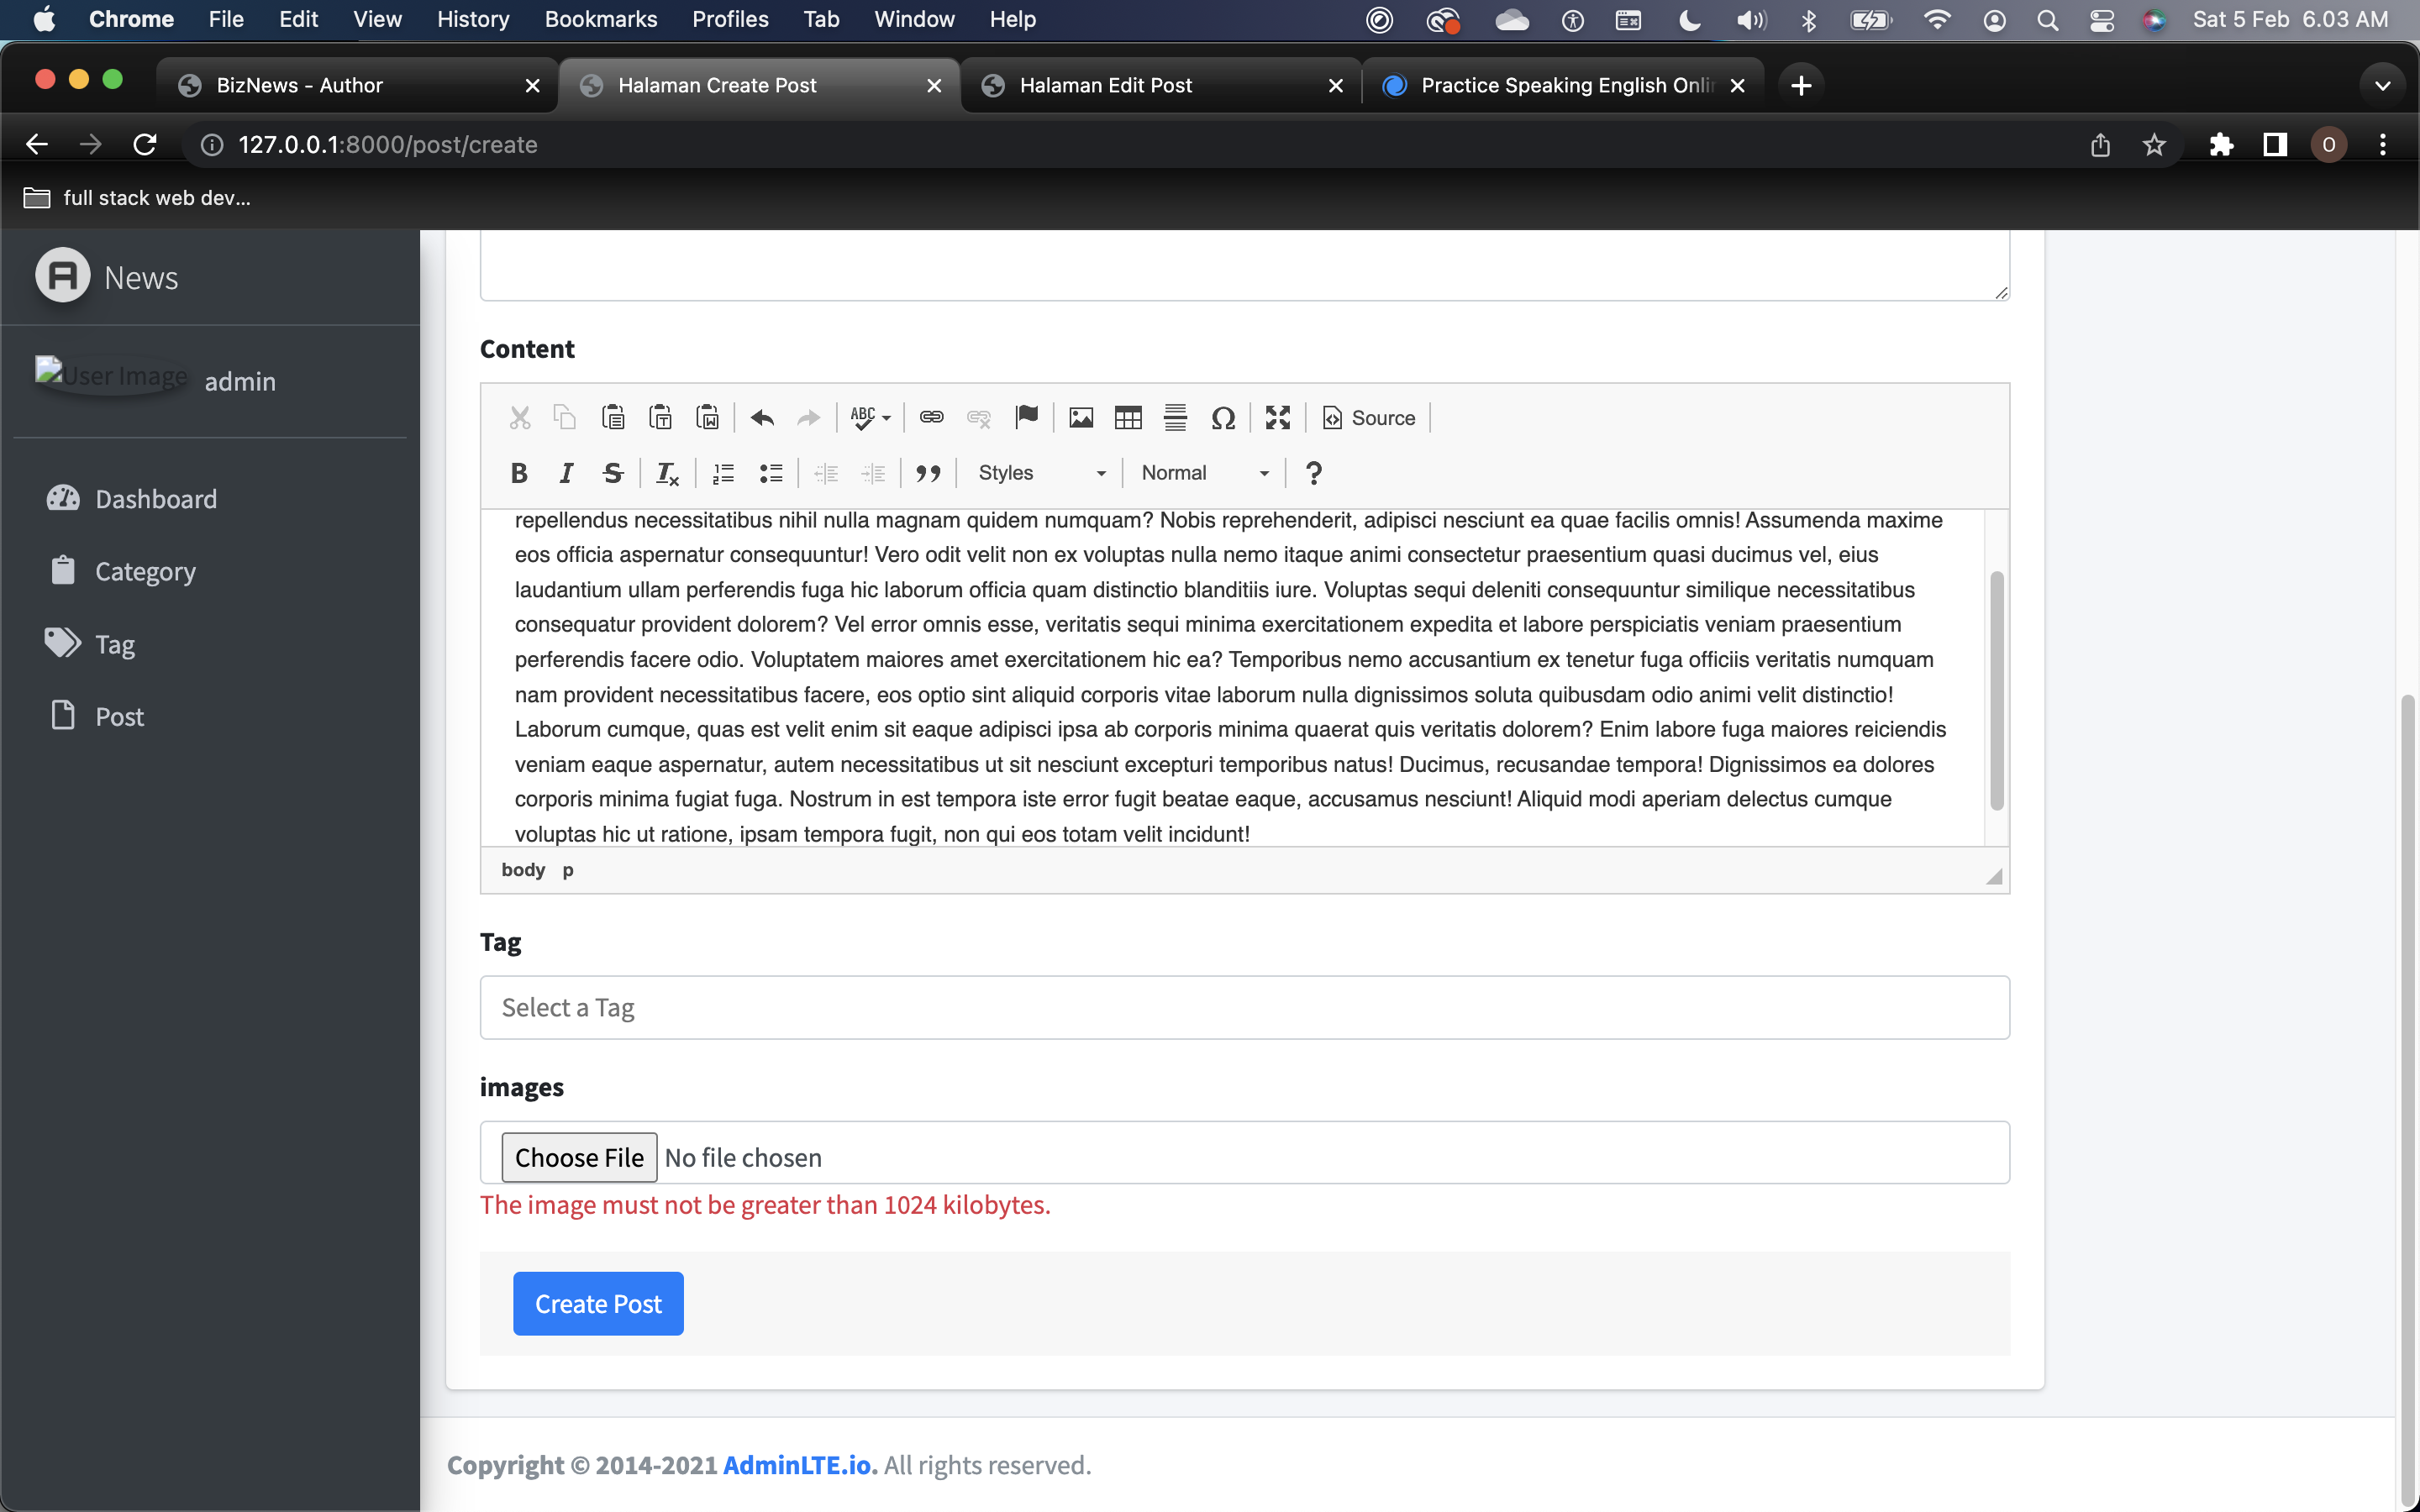 Chrome File Edit View History Bookmarks Profiles Tab Window Help Sat 5 Feb 6.03 AM
BizNews - Author Halaman Create Post Halaman Edit Post Practice Speaking English Onli
127.0.0.1:8000/post/create O
full stack web dev...
News
User Image admin
Dashboard
Category
Tag
Post
Content
ABC Source
B I S Styles Normal ?
repellendus necessitatibus nihil nulla magnam quidem numquam? Nobis reprehenderit, adipisci nesciunt ea quae facilis omnis! Assumenda maxime
eos officia aspernatur consequuntur! Vero odit velit non ex voluptas nulla nemo itaque animi consectetur praesentium quasi ducimus vel, eius
laudantium ullam perferendis fuga hic laborum officia quam distinctio blanditiis iure. Voluptas sequi deleniti consequuntur similique necessitatibus
consequatur provident dolorem? Vel error omnis esse, veritatis sequi minima exercitationem expedita et labore perspiciatis veniam praesentium
perferendis facere odio. Voluptatem maiores amet exercitationem hic ea? Temporibus nemo accusantium ex tenetur fuga officiis veritatis numquam
nam provident necessitatibus facere, eos optio sint aliquid corporis vitae laborum nulla dignissimos soluta quibusdam odio animi velit distinctio!
Laborum cumque, quas est velit enim sit eaque adipisci ipsa ab corporis minima quaerat quis veritatis dolorem? Enim labore fuga maiores reiciendis
veniam eaque aspernatur, autem necessitatibus ut sit nesciunt excepturi temporibus natus! Ducimus, recusandae tempora! Dignissimos ea dolores
corporis minima fugiat fuga. Nostrum in est tempora iste error fugit beatae eaque, accusamus nesciunt! Aliquid modi aperiam delectus cumque
voluptas hic ut ratione, ipsam tempora fugit, non qui eos totam velit incidunt!
body p
Tag
Select a Tag
images
Choose File No file chosen
The image must not be greater than 1024 kilobytes.
Create Post
Copyright © 2014-2021 AdminLTE.io. All rights reserved.